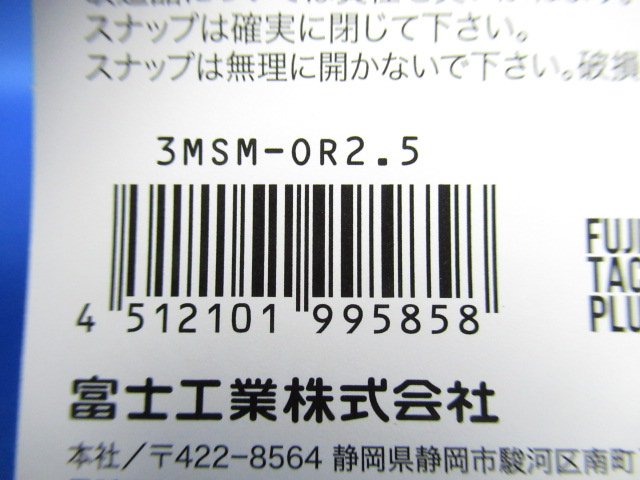 スナップは確実に閉じて下さい。
スナップは無理に開かないで下さい。破損
3MSM-OR2.5
4 512101 995858
FUJI
TAC
PLU
富士工業株式会社
本社/〒422-8564 静岡県静岡市駿河区南町